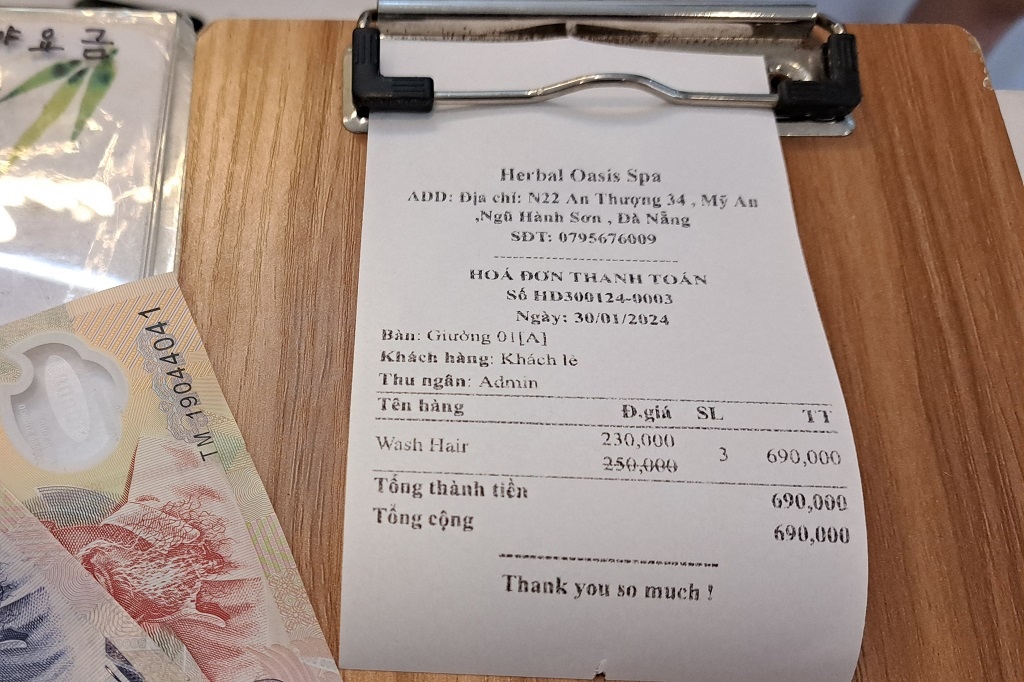 야 요 금
Herbal Oasis Spa
ADD: Địa chỉ: N22 An Thượng 34 , Mỹ An
,Ngũ Hành Sơn , Đà Nẵng
SĐT: 0795676009
HOÁ ĐƠN THANH TOÁN
Số HD300124-0003
Ngày: 30/01/2024
Bàn: Giường 01[A]
Khách hàng: Khách lẻ
Thu ngân: Admin
Tên hàng Đ.giá SL TT
Wash Hair 230,000 3 690,000
250,000
Tổng thành tiền 690,000
Tổng cộng 690,000
Thank you so much !
TM 19044041